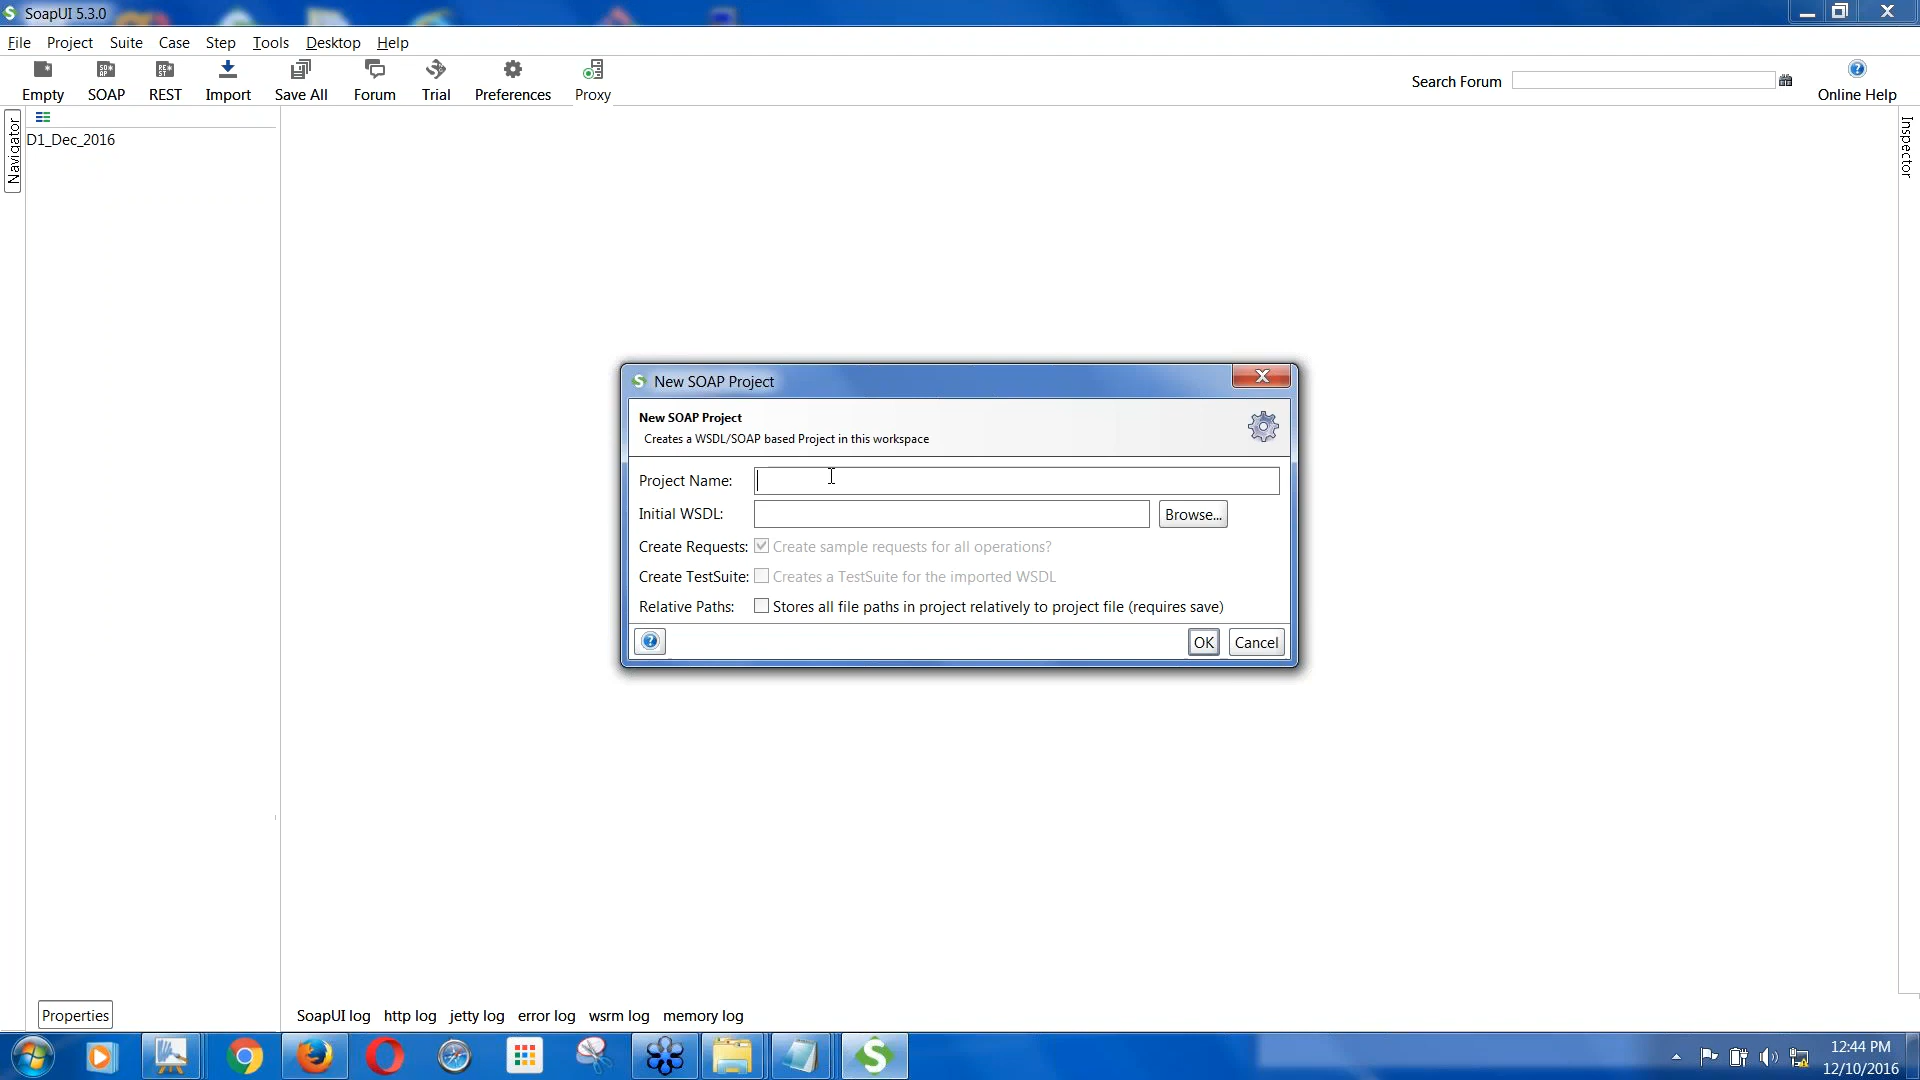 SoapUI 5.3.0
File Project Suite Case Step Tools Desktop Help
Empty SOAP REST Import Save All Forum Trial Preferences Proxy
Search Forum
Online Help
Navigator
D1_Dec_2016
Inspector
New SOAP Project
New SOAP Project
Creates a WSDL/SOAP based Project in this workspace
Project Name:
Initial WSDL: Browse...
Create Requests: Create sample requests for all operations?
Create TestSuite: Creates a TestSuite for the imported WSDL
Relative Paths: Stores all file paths in project relatively to project file (requires save)
OK Cancel
Properties
SoapUI log http log jetty log error log wsrm log memory log
12:44 PM
12/10/2016